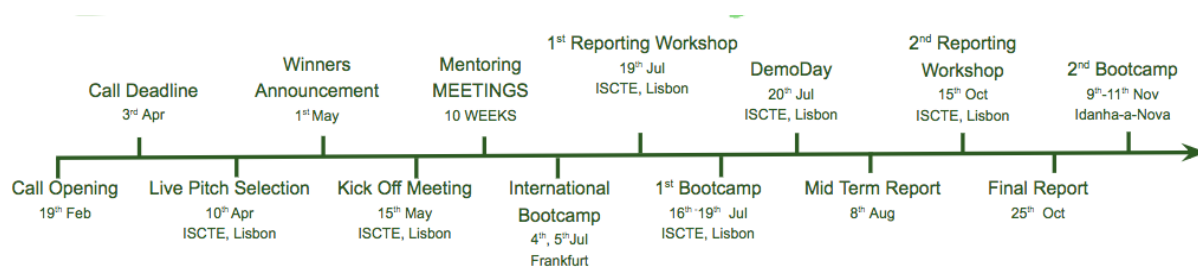 1st Reporting Workshop
19th Jul
ISCTE, Lisbon
2nd Reporting
Workshop
15th Oct
ISCTE, Lisbon
Winners
Announcement
1st May
Mentoring
MEETINGS
10 WEEKS
DemoDay
20th Jul
ISCTE, Lisbon
2nd Bootcamp
9th-11th Nov
Idanha-a-Nova
Call Deadline
3rd Apr
Call Opening
19th Feb
Live Pitch Selection
10th Apr
ISCTE, Lisbon
Kick Off Meeting
15th May
ISCTE, Lisbon
International
Bootcamp
4th, 5th Jul
Frankfurt
1st Bootcamp
16th-19th Jul
ISCTE, Lisbon
Mid Term Report
8th Aug
Final Report
25th Oct